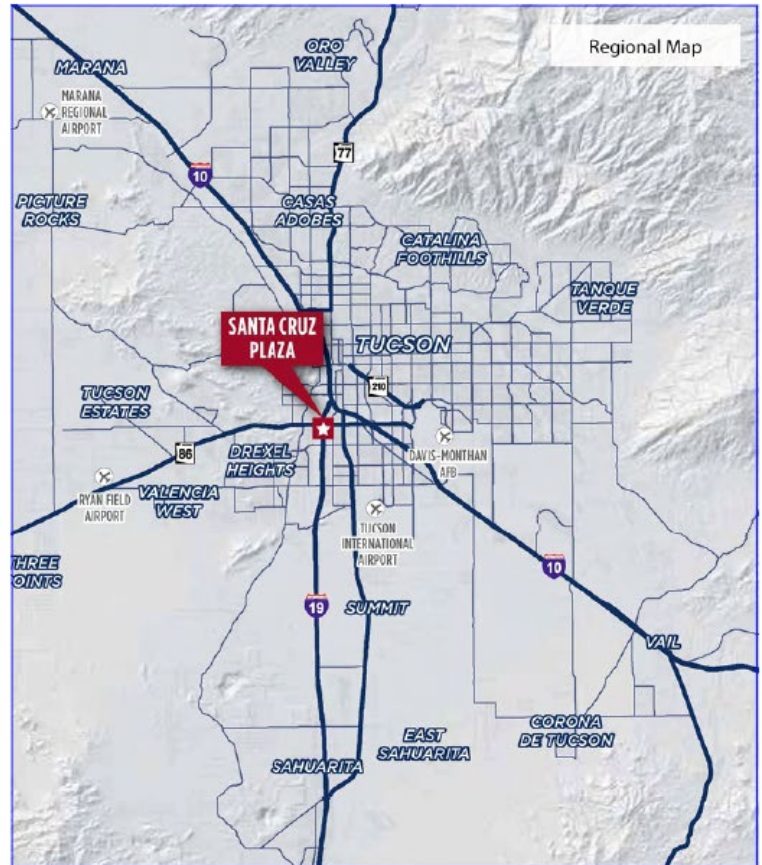 Regional Map
ORO
VALLEY
MARANA
MARANA
REGIONAL
AIRPORT
77
10
PICTURE
ROCKS
CASAS
ADOBES
CATALINA
FOOTHILLS
TANQUE
VERDE
SANTA CRUZ
PLAZA
TUCSON
210
TUCSON
ESTATES
86
DREXEL
HEIGHTS
DAVIS-MONTHAN
AFB
RYAN FIELD
AIRPORT
VALENCIA
WEST
TUCSON
INTERNATIONAL
AIRPORT
THREE
OINTS
10
19
SUMMIT
VAIL
CORONA
DE TUCSON
EAST
SAHUARITA
SAHUARITA